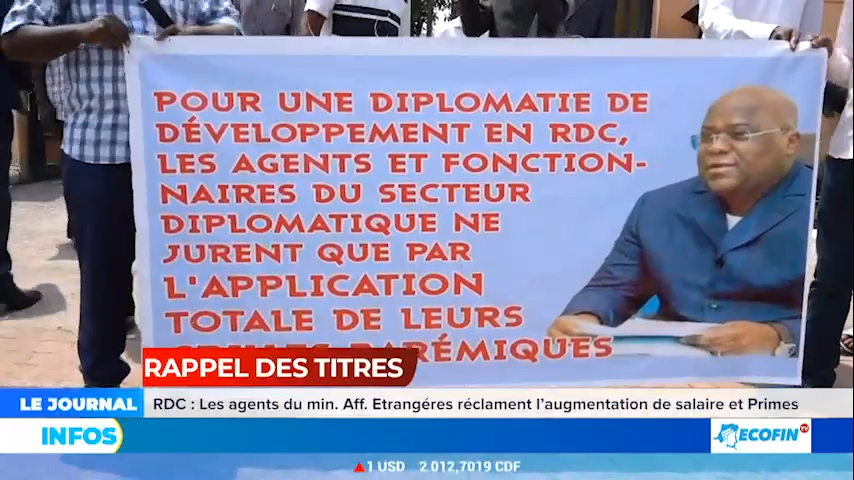 POUR UNE DIPLOMATIE DE
DÉVELOPPEMENT EN RDC,
LES AGENTS ET FONCTION-
NAIRES DU SECTEUR
DIPLOMATIQUE NE
JURENT QUE PAR
L'APPLICATION
TOTALE DE LEURS
BARÉMIQUES
RAPPEL DES TITRES
LE JOURNAL
RDC : Les agents du min. Aff. Etrangéres réclament l'augmentation de salaire et Primes
INFOS
ECOFIN TV
1 USD 2 012,7019 CDF